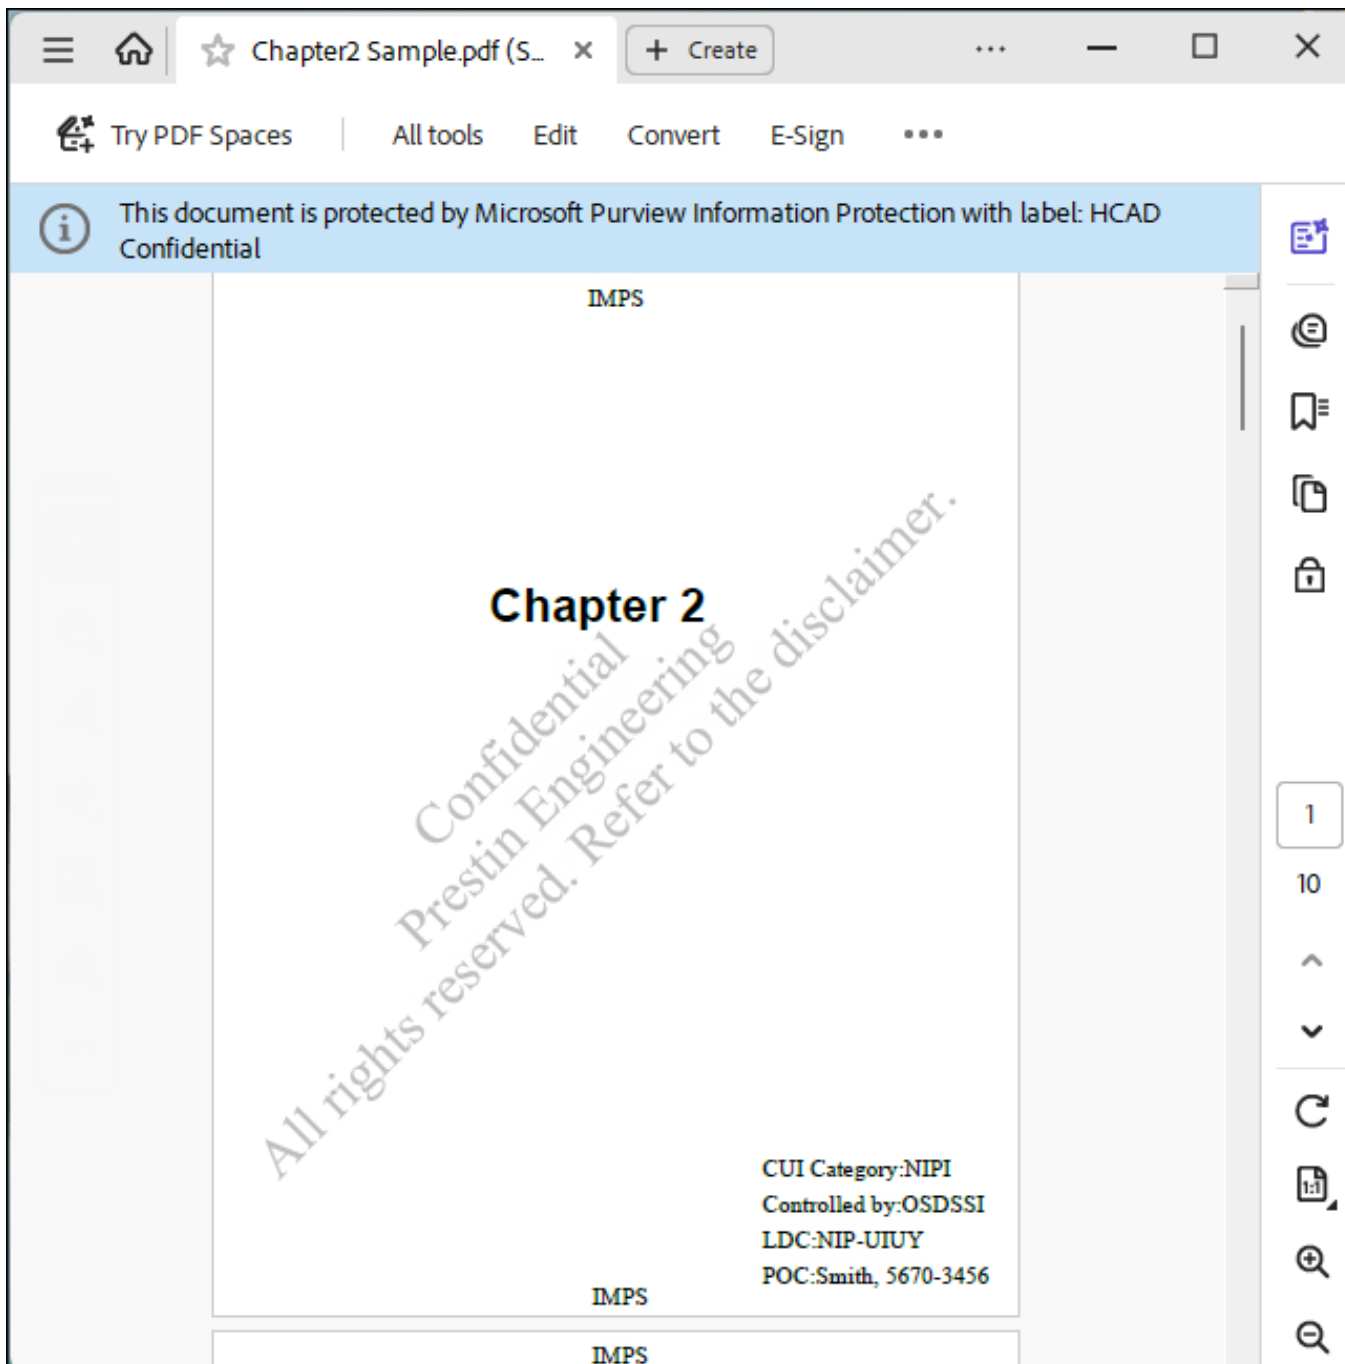 Chapter2 Sample.pdf (S...
+ Create
Try PDF Spaces
All tools
Edit
Convert
E-Sign
This document is protected by Microsoft Purview Information Protection with label: HCAD
Confidential
IMPS
Chapter 2
Confidential
Prestin Engineering
All rights reserved. Refer to the disclaimer.
CUI Category:NIPI
Controlled by:OSDSSI
LDC:NIP-UIUY
POC:Smith, 5670-3456
IMPS
IMPS
1
10
1:1